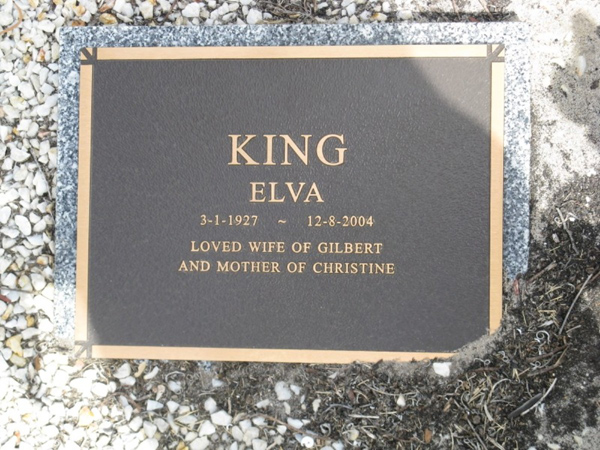 KING
ELVA
3-1-1927 ~ 12-8-2004
LOVED WIFE OF GILBERT
AND MOTHER OF CHRISTINE